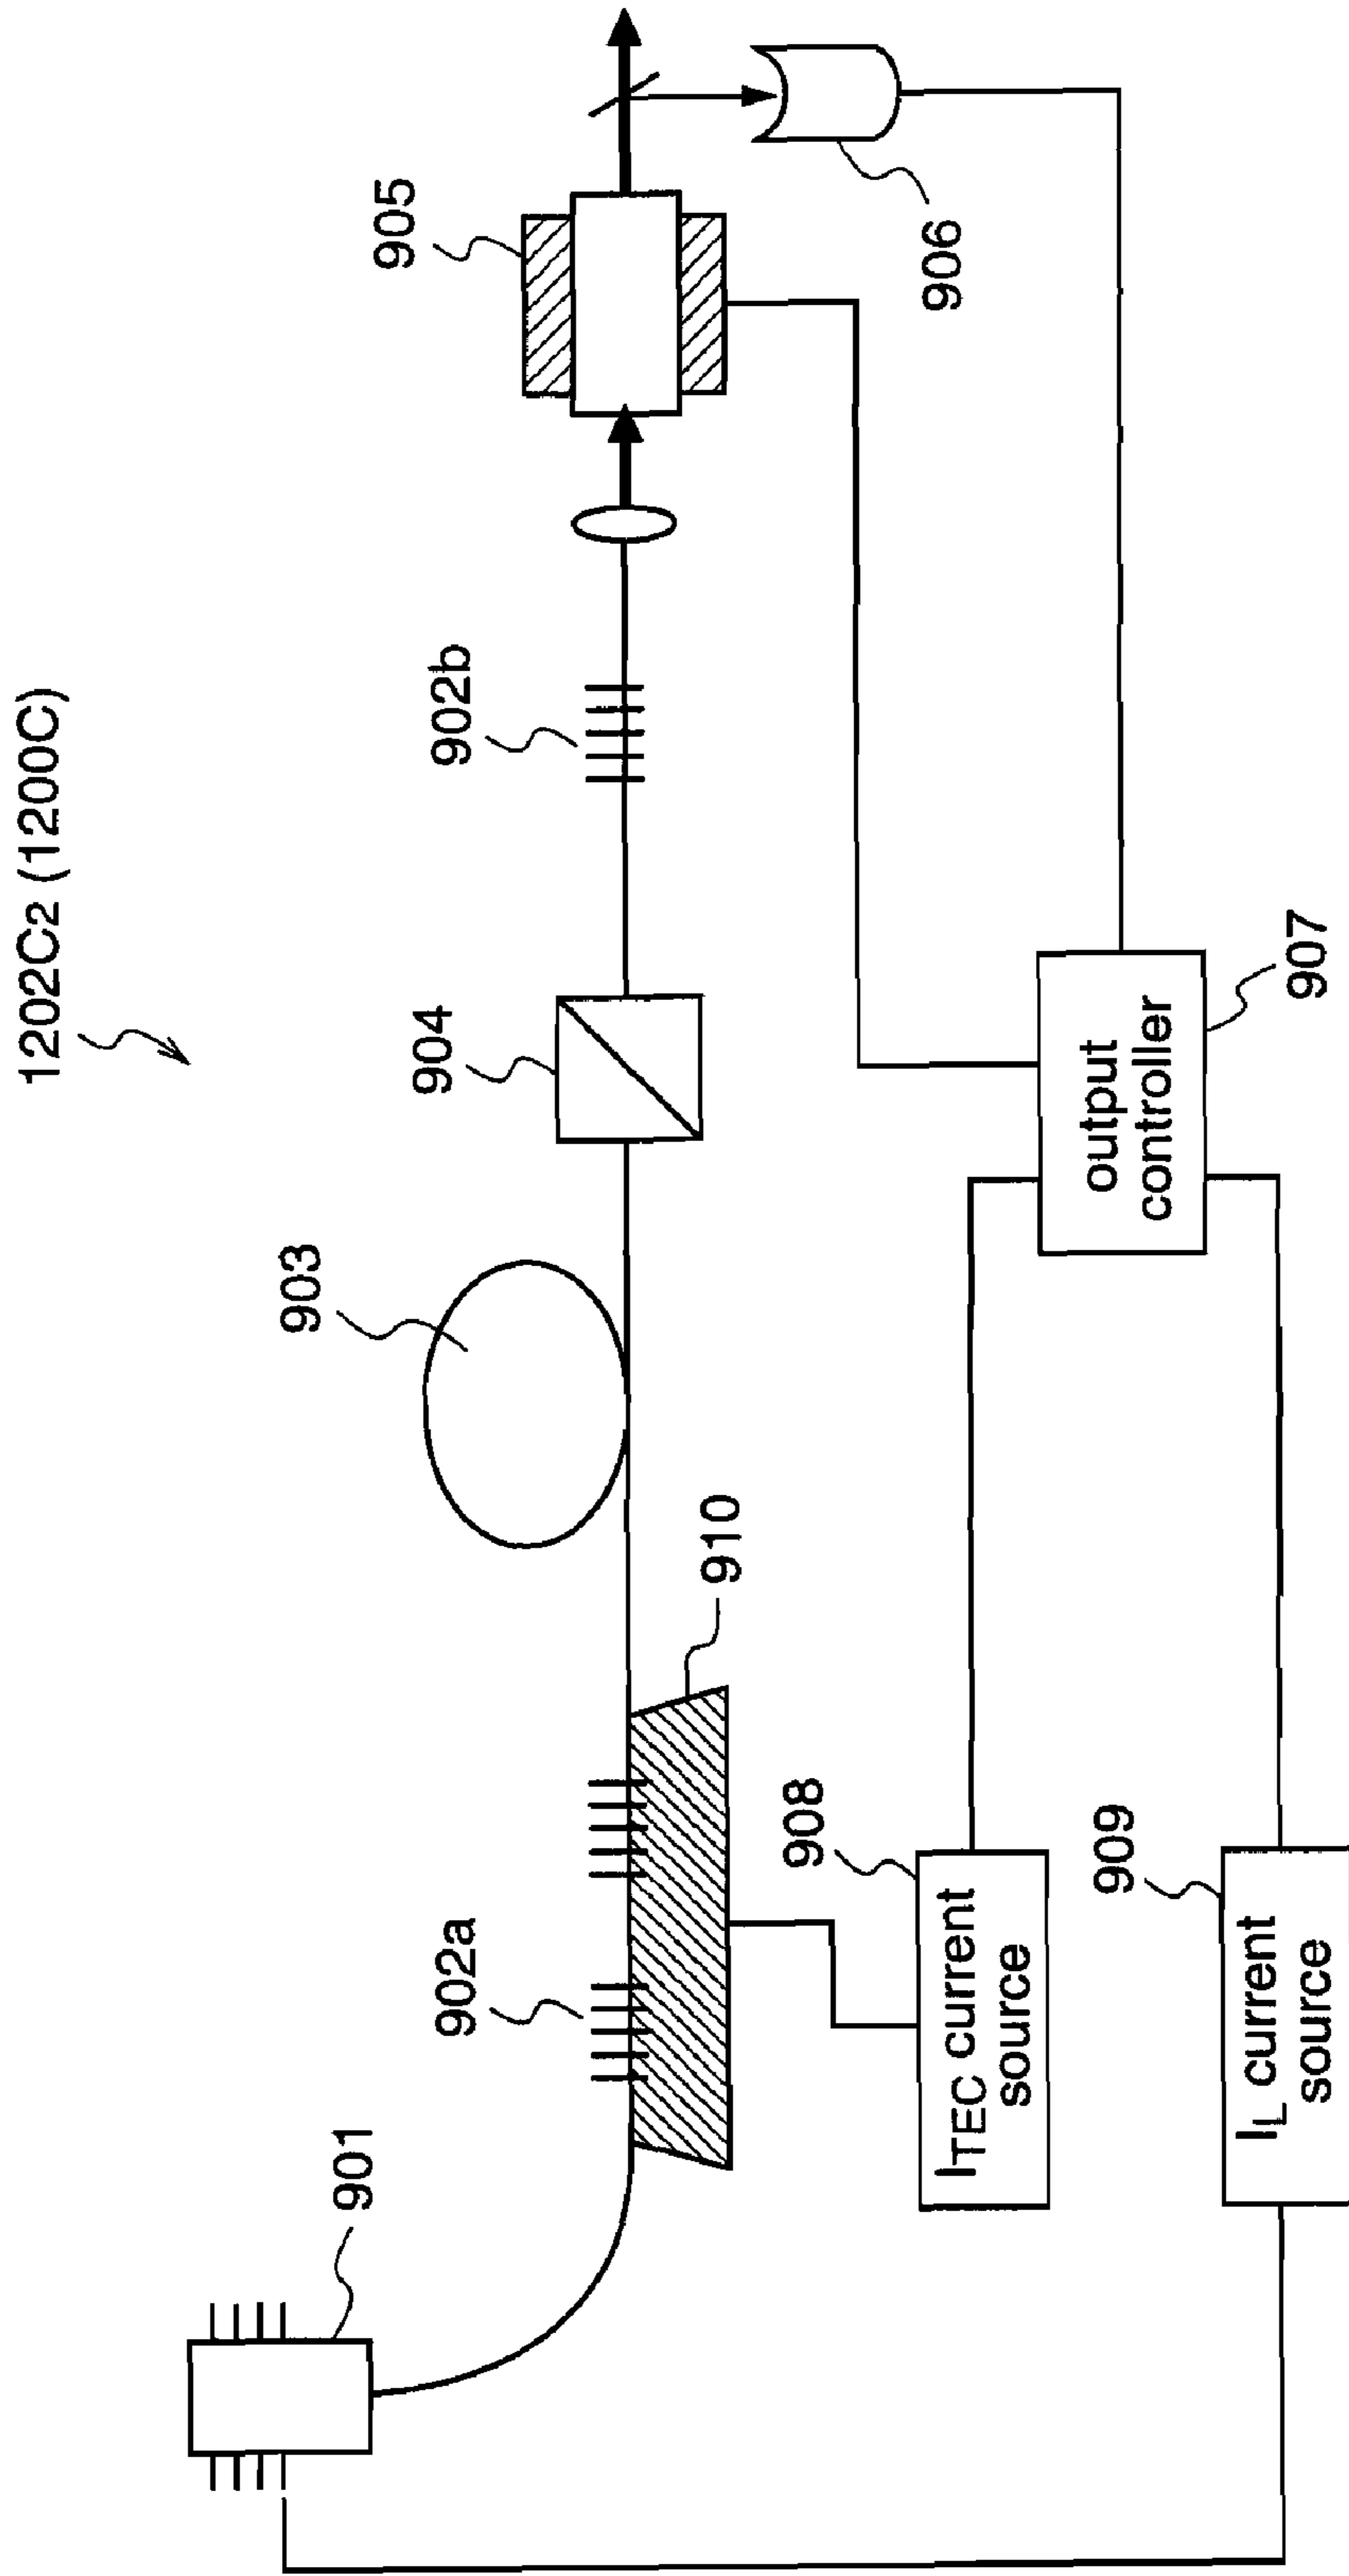 1202C2 (1200C)
901
902a
910
903
904
902b
905
906
907
output
controller
908
ITEC current
source
909
IL current
source